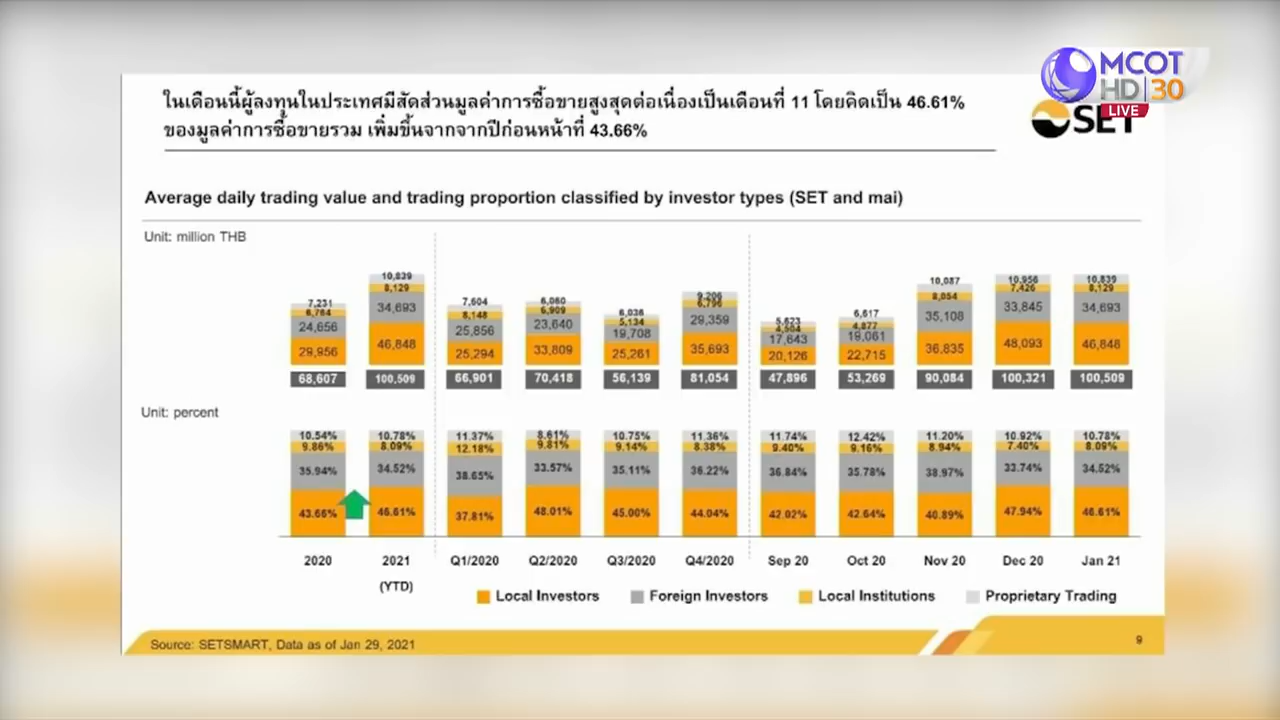 MCOT
HD 30
LIVE
SET
ในเดือนนี้ผู้ลงทุนในประเทศมีสัดส่วนมูลค่าการซื้อขายสูงสุดต่อเนื่องเป็นเดือนที่ 11 โดยคิดเป็น 46.61%
ของมูลค่าการซื้อขายรวม เพิ่มขึ้นจากจากปีก่อนหน้าที่ 43.66%
Average daily trading value and trading proportion classified by investor types (SET and mai)
Unit: million THB
7,231 10,839 7,604 6,060 6,036 9,206 5,623 6,617 10,087 10,956 10,839
6,764 8,129 8,148 6,909 5,134 6,796 4,504 4,877 8,054 7,426 8,129
24,656 34,693 25,856 23,640 19,708 29,359 17,643 19,061 35,108 33,845 34,693
29,956 46,848 25,294 33,809 25,261 35,693 20,126 22,715 36,835 48,093 46,848
68,607 100,509 66,901 70,418 56,139 81,054 47,896 53,269 90,084 100,321 100,509
Unit: percent
10.54% 10.78% 11.37% 8.61% 10.75% 11.36% 11.74% 12.42% 11.20% 10.92% 10.78%
9.86% 8.09% 12.18% 9.81% 9.14% 8.38% 9.40% 9.16% 8.94% 7.40% 8.09%
35.94% 34.52% 38.65% 33.57% 35.11% 36.22% 36.84% 35.78% 38.97% 33.74% 34.52%
43.66% 46.61% 37.81% 48.01% 45.00% 44.04% 42.02% 42.64% 40.89% 47.94% 46.61%
2020 2021 Q1/2020 Q2/2020 Q3/2020 Q4/2020 Sep 20 Oct 20 Nov 20 Dec 20 Jan 21
(YTD)
Local Investors Foreign Investors Local Institutions Proprietary Trading
Source: SETSMART, Data as of Jan 29, 2021
9